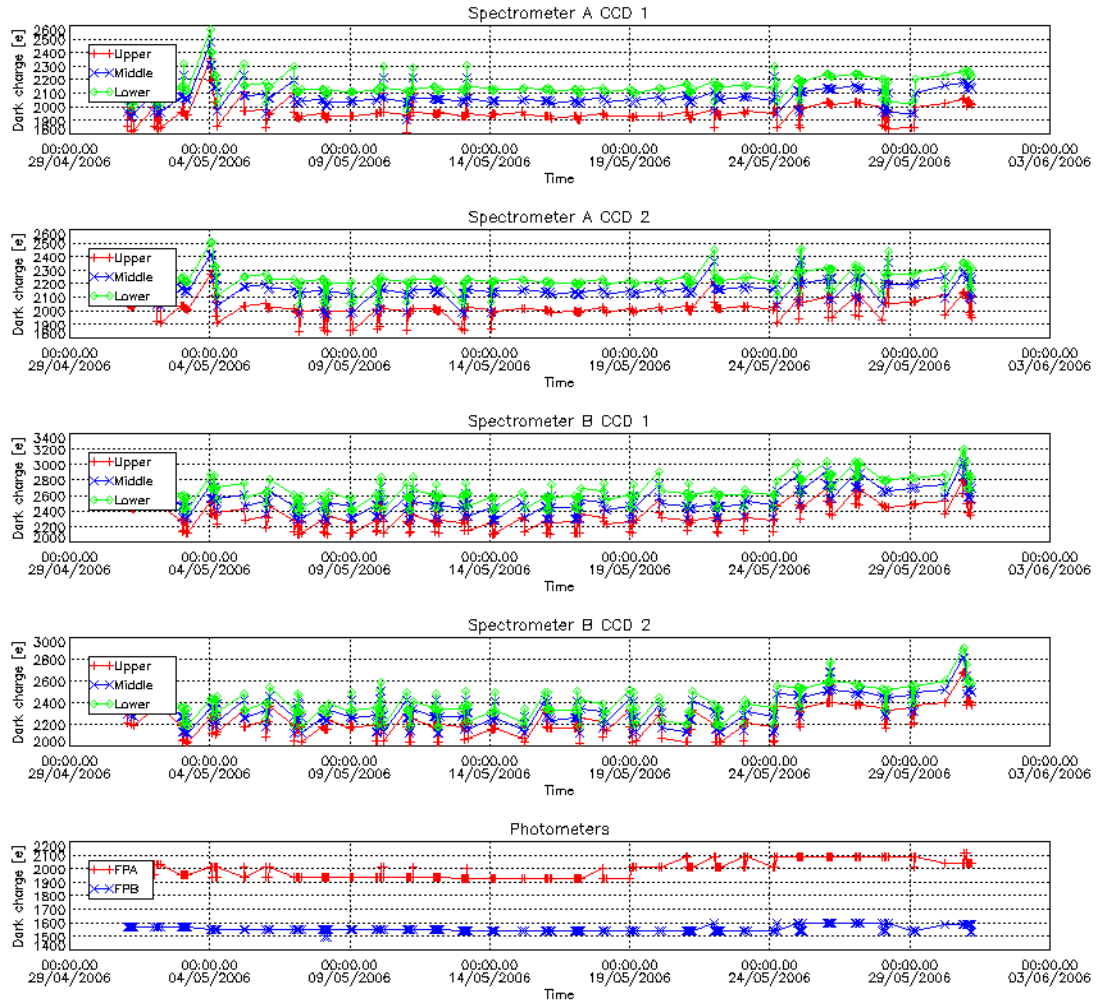 Spectrometer A CCD 1
Dark charge [e]
2600
2500
2400
2300
2200
2100
2000
1900
1800
Upper
Middle
Lower
00:00.00 00:00.00 00:00.00 00:00.00 00:00.00 00:00.00 00:00.00 00:00.00
29/04/2006 04/05/2006 09/05/2006 14/05/2006 19/05/2006 24/05/2006 29/05/2006 03/06/2006
Time
Spectrometer A CCD 2
Dark charge [e]
2600
2500
2400
2300
2200
2100
2000
1900
1800
Upper
Middle
Lower
00:00.00 00:00.00 00:00.00 00:00.00 00:00.00 00:00.00 00:00.00 00:00.00
29/04/2006 04/05/2006 09/05/2006 14/05/2006 19/05/2006 24/05/2006 29/05/2006 03/06/2006
Time
Spectrometer B CCD 1
Dark charge [e]
3400
3200
3000
2800
2600
2400
2200
2000
Upper
Middle
Lower
00:00.00 00:00.00 00:00.00 00:00.00 00:00.00 00:00.00 00:00.00 00:00.00
29/04/2006 04/05/2006 09/05/2006 14/05/2006 19/05/2006 24/05/2006 29/05/2006 03/06/2006
Time
Spectrometer B CCD 2
Dark charge [e]
3000
2800
2600
2400
2200
2000
Upper
Middle
Lower
00:00.00 00:00.00 00:00.00 00:00.00 00:00.00 00:00.00 00:00.00 00:00.00
29/04/2006 04/05/2006 09/05/2006 14/05/2006 19/05/2006 24/05/2006 29/05/2006 03/06/2006
Time
Photometers
Dark charge [e]
2200
2100
2000
1900
1800
1700
1600
1500
1400
FPA
FPB
00:00.00 00:00.00 00:00.00 00:00.00 00:00.00 00:00.00 00:00.00 00:00.00
29/04/2006 04/05/2006 09/05/2006 14/05/2006 19/05/2006 24/05/2006 29/05/2006 03/06/2006
Time